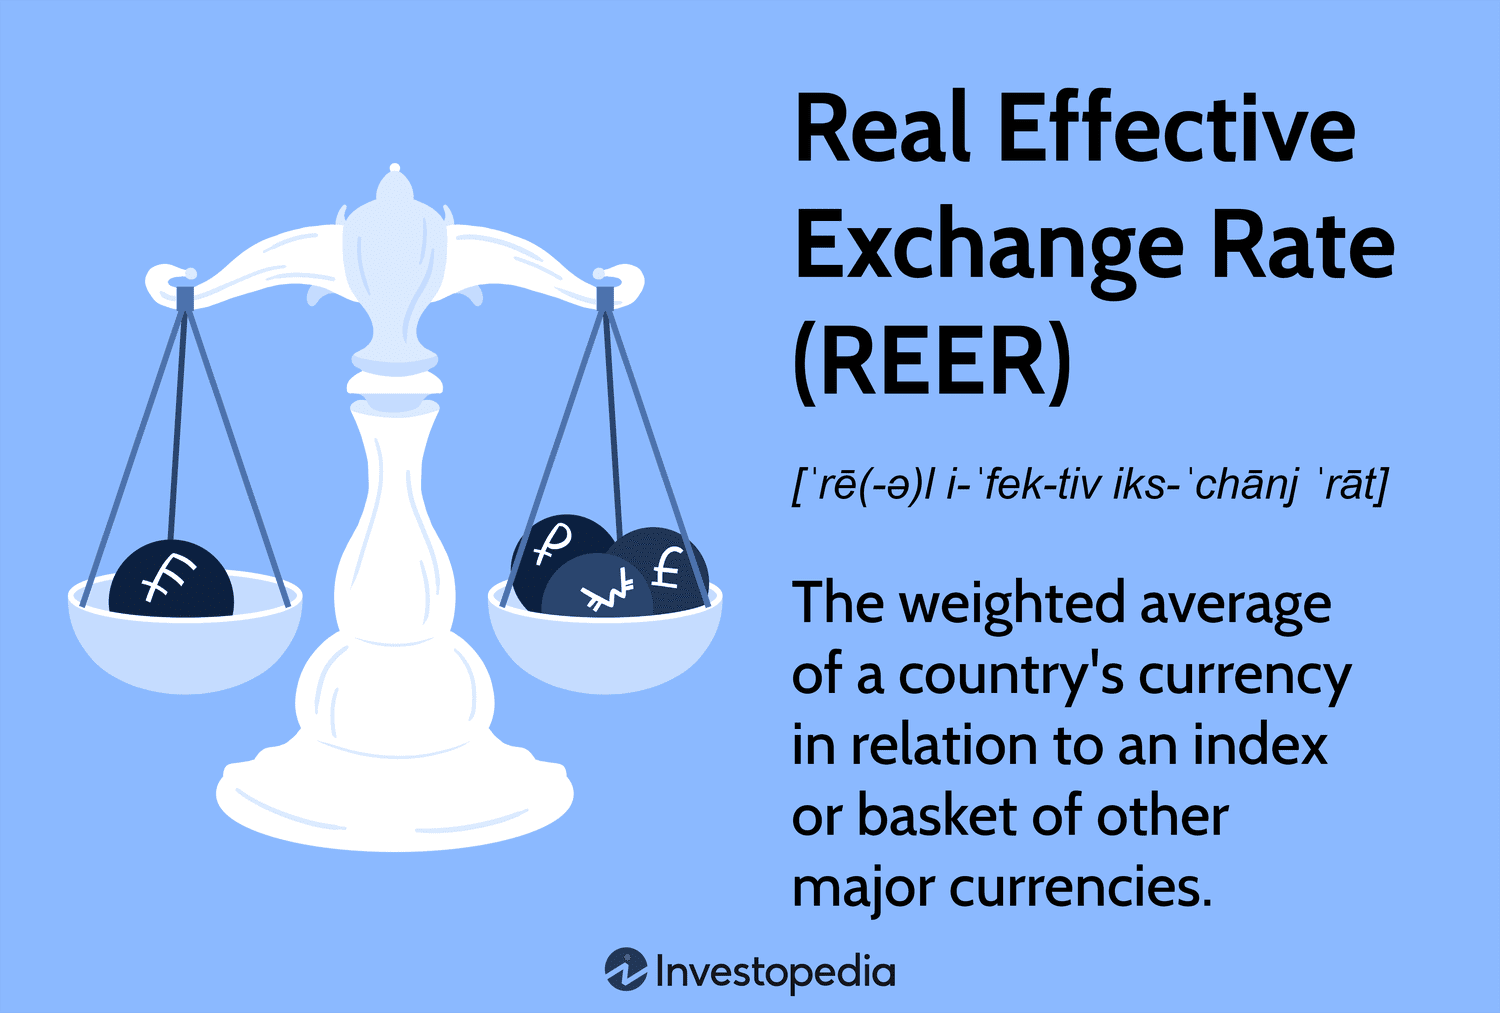 Real Effective
Exchange Rate
(REER)
[ˈrē(-ə)l i-ˈfek-tiv iks-ˈchānj ˈrāt]
₥
₽
₩
£
The weighted average
of a country's currency
in relation to an index
or basket of other
major currencies.
Investopedia